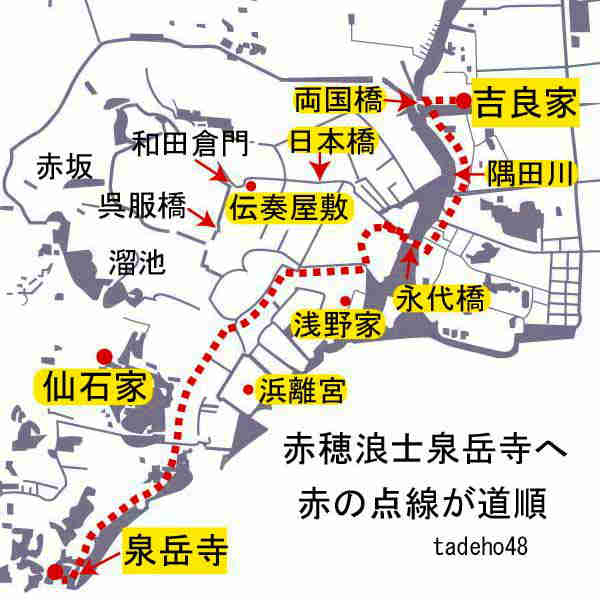 両国橋
吉良家
和田倉門
日本橋
赤坂
隅田川
呉服橋
伝奏屋敷
溜池
永代橋
浅野家
仙石家
浜離宮
赤穂浪士泉岳寺へ
赤の点線が道順
tadeho48
泉岳寺